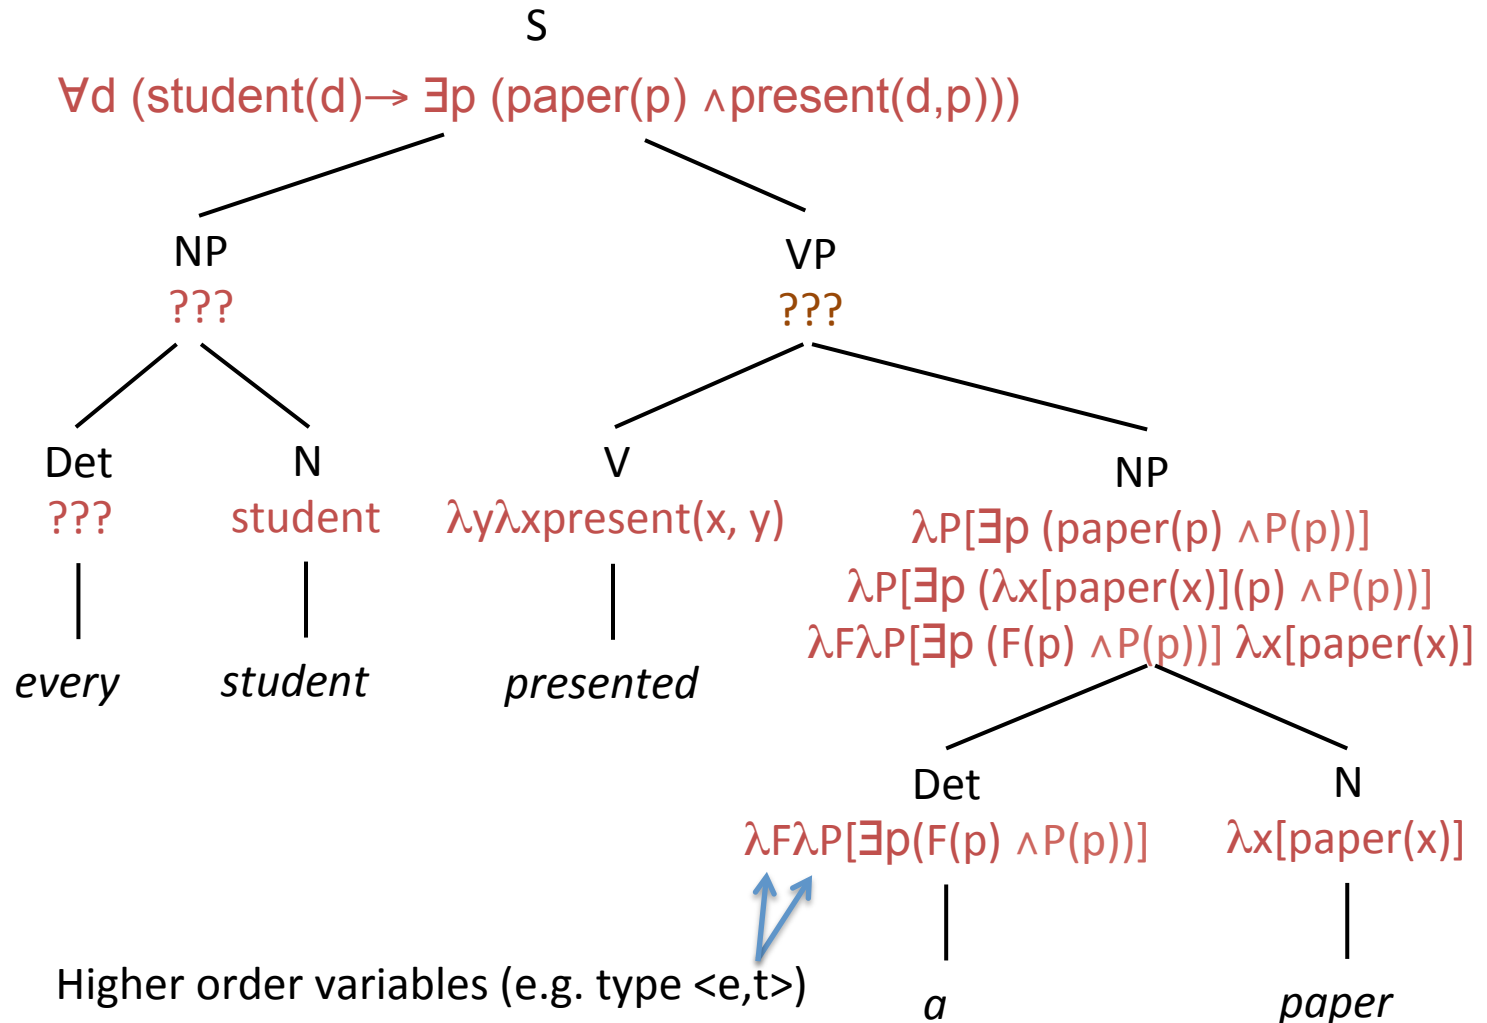 S
∀d (student(d)→ ∃p (paper(p) ∧present(d,p)))
NP
VP
???
???
Det
N
V
NP
???
student
λyλxpresent(x, y)
λP[∃p (paper(p) ∧P(p))]
λP[∃p (λx[paper(x)](p) ∧P(p))]
λFλP[∃p (F(p) ∧P(p))] λx[paper(x)]
every
student
presented
Det
N
λFλP[∃p(F(p) ∧P(p))]
λx[paper(x)]
Higher order variables (e.g. type <e,t>)
a
paper